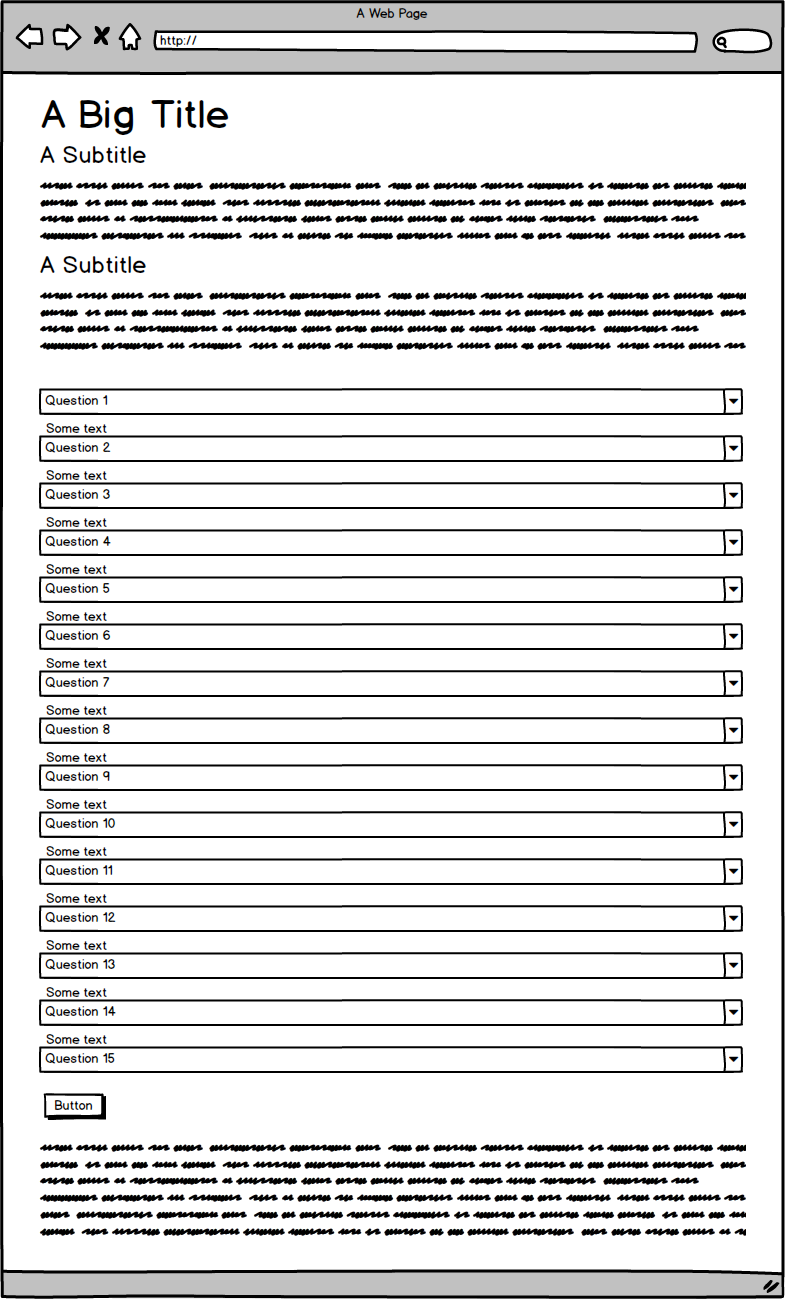 A Web Page
http://
A Big Title
A Subtitle
A Subtitle
Question 1
Some text
Question 2
Some text
Question 3
Some text
Question 4
Some text
Question 5
Some text
Question 6
Some text
Question 7
Some text
Question 8
Some text
Question 9
Some text
Question 10
Some text
Question 11
Some text
Question 12
Some text
Question 13
Some text
Question 14
Some text
Question 15
Button